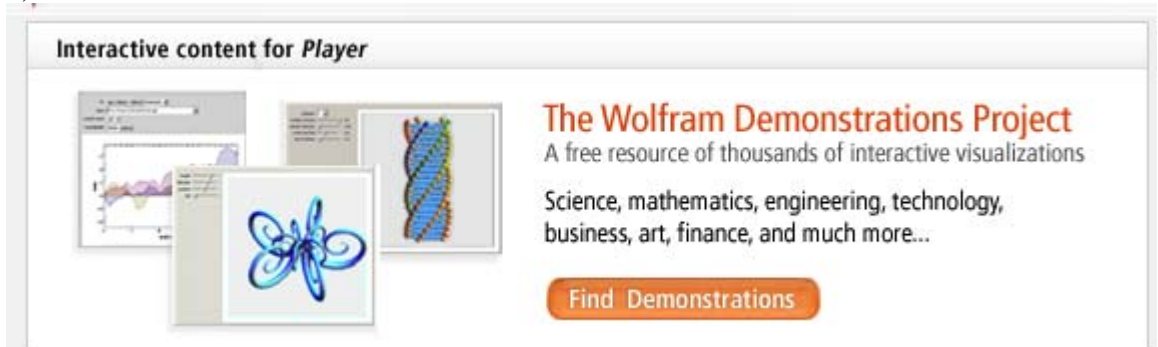 Interactive content for Player
The Wolfram Demonstrations Project
A free resource of thousands of interactive visualizations
Science, mathematics, engineering, technology,
business, art, finance, and much more...
Find Demonstrations